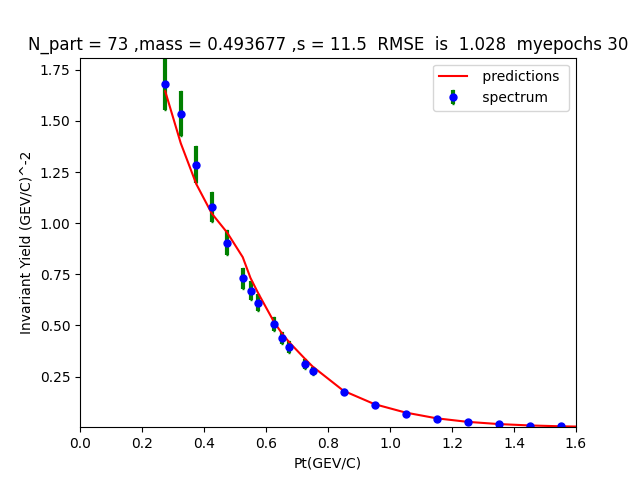 N_part = 73 ,mass = 0.493677 ,s = 11.5  RMSE  is  1.028  myepochs 30
predictions
spectrum
Invariant Yield (GEV/C)^-2
1.75
1.50
1.25
1.00
0.75
0.50
0.25
0.0 0.2 0.4 0.6 0.8 1.0 1.2 1.4 1.6
Pt(GEV/C)